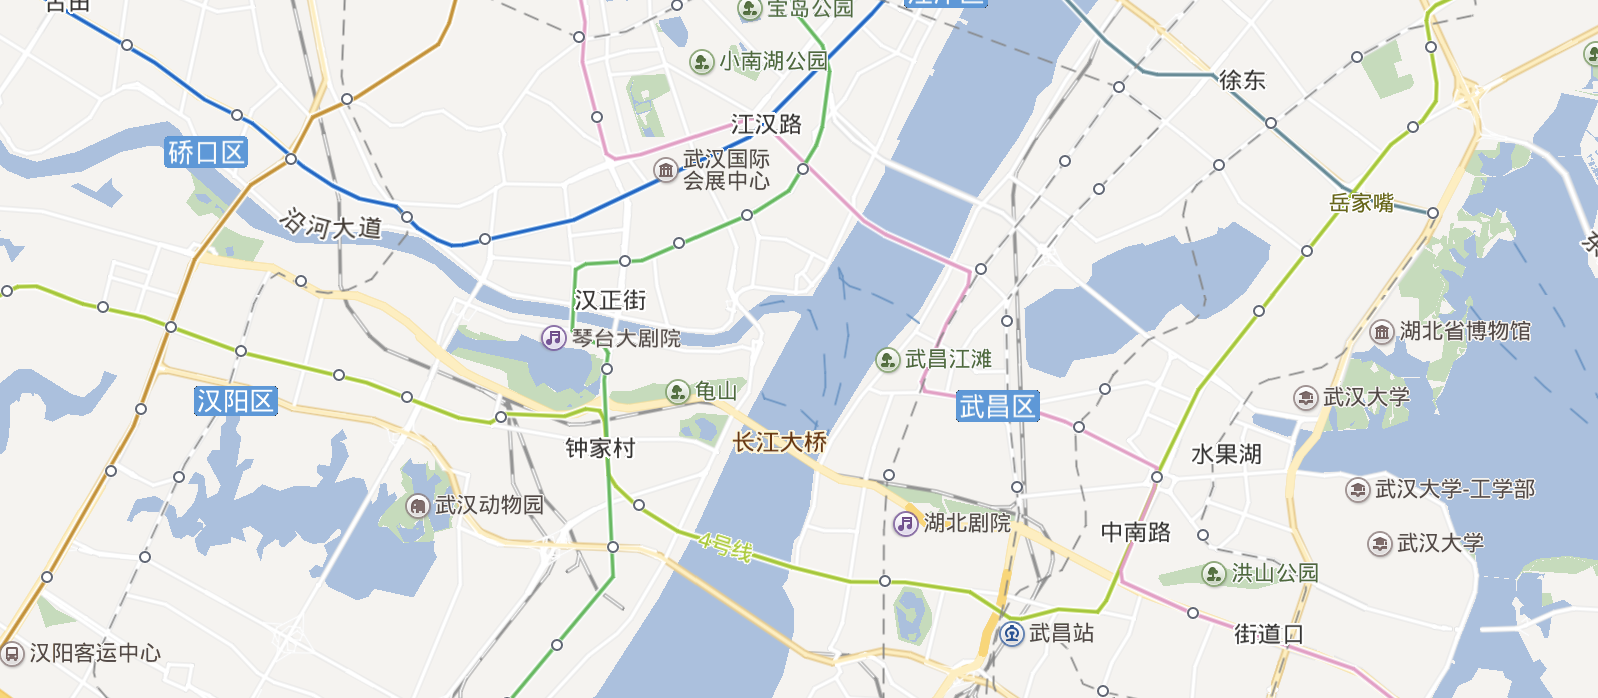 宝岛公园
小南湖公园
徐东
江汉路
硚口区
武汉国际
会展中心
岳家嘴
沿河大道
汉正街
琴台大剧院
湖北省博物馆
武昌江滩
龟山
汉阳区
武昌区
武汉大学
长江大桥
钟家村
水果湖
武汉动物园
武汉大学-工学部
湖北剧院
中南路
武汉大学
4号线
洪山公园
武昌站
街道口
汉阳客运中心